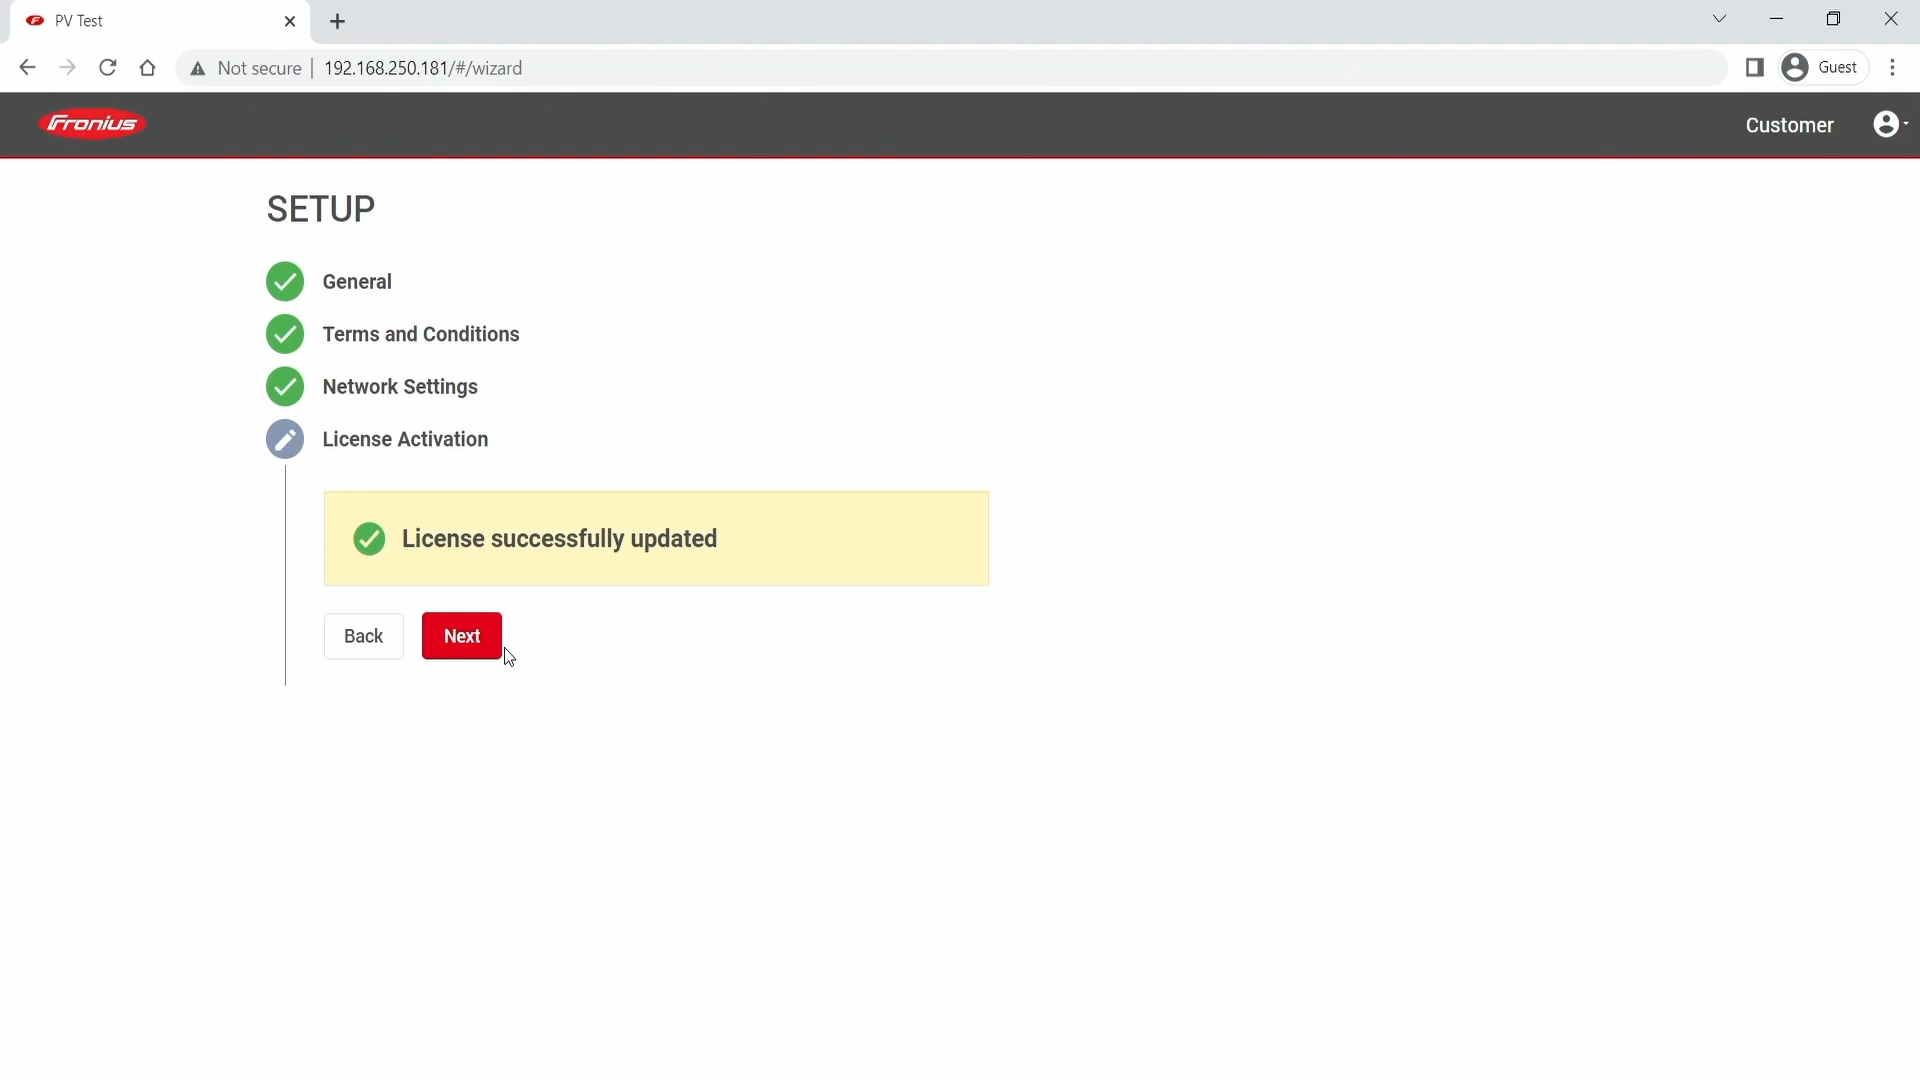 PV Test
Not secure | 192.168.250.181/#/wizard
Guest
Fronius
Customer
SETUP
General
Terms and Conditions
Network Settings
License Activation
License successfully updated
Back
Next